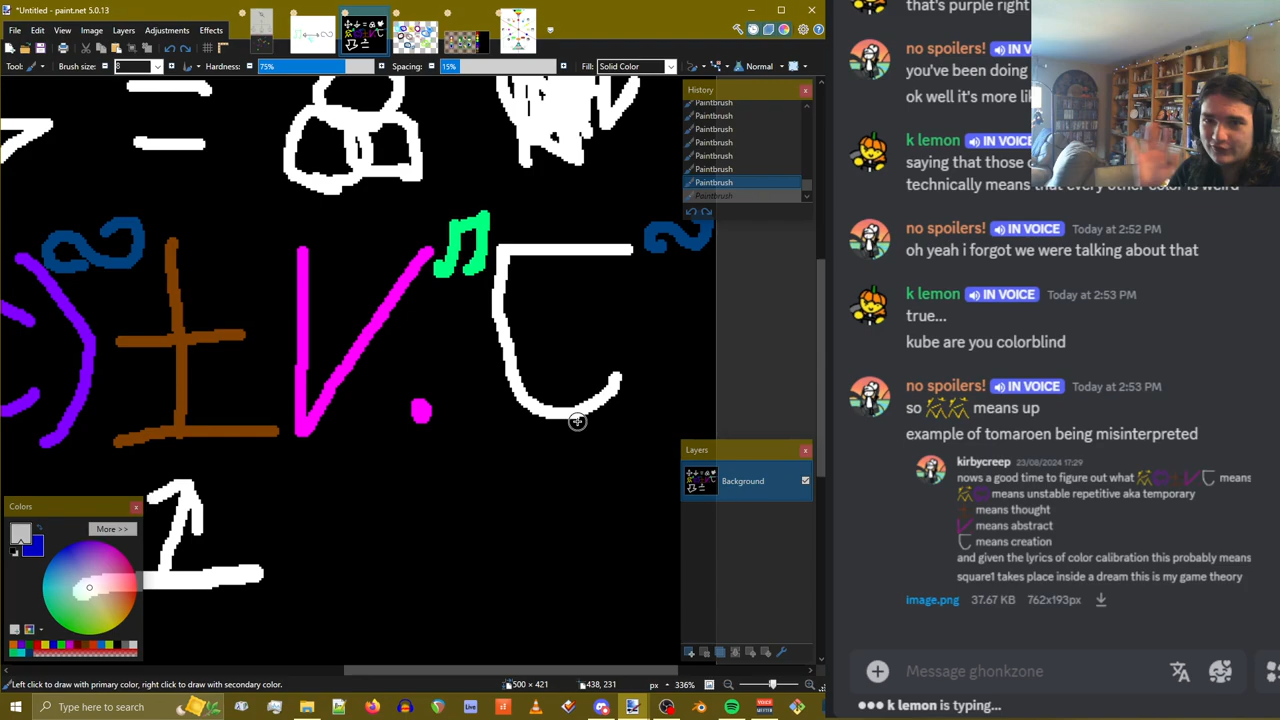 *Untitled - paint.net 5.0.13
File Edit View Image Layers Adjustments Effects
Tool: Brush size: 8 Hardness: 75% Spacing: 15% Fill: Solid Color Normal
History
Paintbrush
Paintbrush
Paintbrush
Paintbrush
Paintbrush
Paintbrush
Paintbrush
Paintbrush
Layers
Background
Colors
More >>
Left click to draw with primary color, right click to draw with secondary color.
500 × 421
438, 231
px
336%
Type here to search
that's purple right
no spoilers! IN V
you've been doing
ok well it's more li
k lemon IN VOICE
saying that those
technically means that every other color is weird
no spoilers! IN VOICE Today at 2:52 PM
oh yeah i forgot we were talking about that
k lemon IN VOICE Today at 2:53 PM
true...
kube are you colorblind
no spoilers! IN VOICE Today at 2:53 PM
so means up
example of tomaroen being misinterpreted
kirbycreep 23/08/2024 17:29
nows a good time to figure out what means
means unstable repetitive aka temporary
means thought
means abstract
means creation
and given the lyrics of color calibration this probably means
square1 takes place inside a dream this is my game theory
image.png 37.67 KB 762x193px
Message ghonkzone
k lemon is typing...